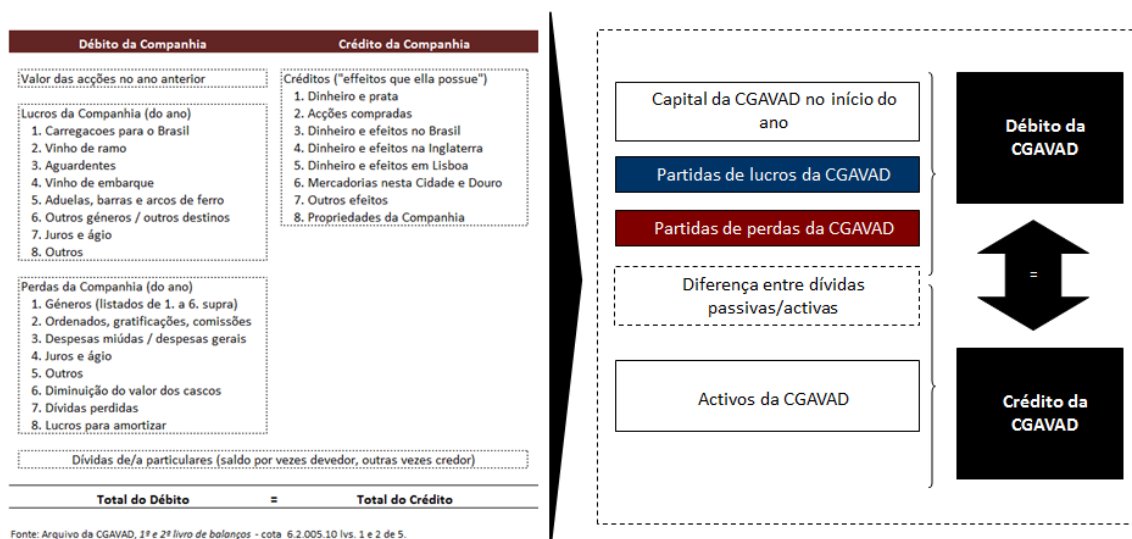 Débito da Companhia
Crédito da Companhia
Valor das acções no ano anterior
Lucros da Companhia (do ano)
1. Carregacoes para o Brasil
2. Vinho de ramo
3. Aguardentes
4. Vinho de embarque
5. Aduelas, barras e arcos de ferro
6. Outros géneros / outros destinos
7. Juros e ágio
8. Outros
Perdas da Companhia (do ano)
1. Géneros (listados de 1. a 6. supra)
2. Ordenados, gratificações, comissões
3. Despesas miúdas / despesas gerais
4. Juros e ágio
5. Outros
6. Diminuição do valor dos cascos
7. Dívidas perdidas
8. Lucros para amortizar
Créditos ("effeitos que ella possue")
1. Dinheiro e prata
2. Acções compradas
3. Dinheiro e efeitos no Brasil
4. Dinheiro e efeitos na Inglaterra
5. Dinheiro e efeitos em Lisboa
6. Mercadorias nesta Cidade e Douro
7. Outros efeitos
8. Propriedades da Companhia
Dívidas de/a particulares (saldo por vezes devedor, outras vezes credor)
Total do Débito = Total do Crédito
Fonte: Arquivo da CGAVAD, 1º e 2º livro de balanços - cota 6.2.005.10 lvs. 1 e 2 de 5.
Capital da CGAVAD no início do
ano
Partidas de lucros da CGAVAD
Partidas de perdas da CGAVAD
Diferença entre dívidas
passivas/activas
Activos da CGAVAD
Débito da
CGAVAD
=
Crédito da
CGAVAD